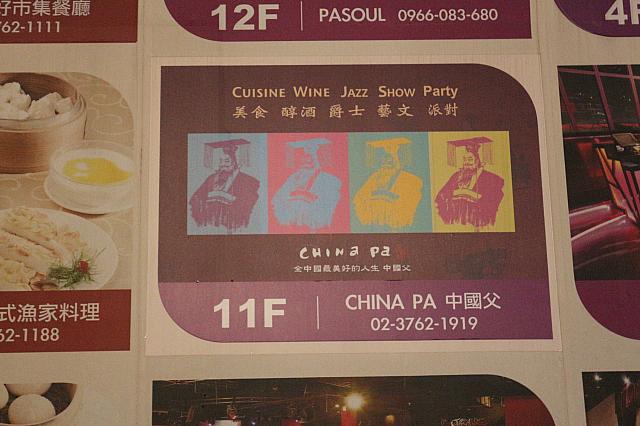 好市集餐廳
762-1111
12F
PASOUL 0966-083-680
4F
CUISINE WINE JAZZ SHOW PARTY
美食 醇酒 爵士 藝文 派對
CHINA PA
全中國最美好的人生 中國父
11F
CHINA PA 中國父
02-3762-1919
式漁家料理
62-1188